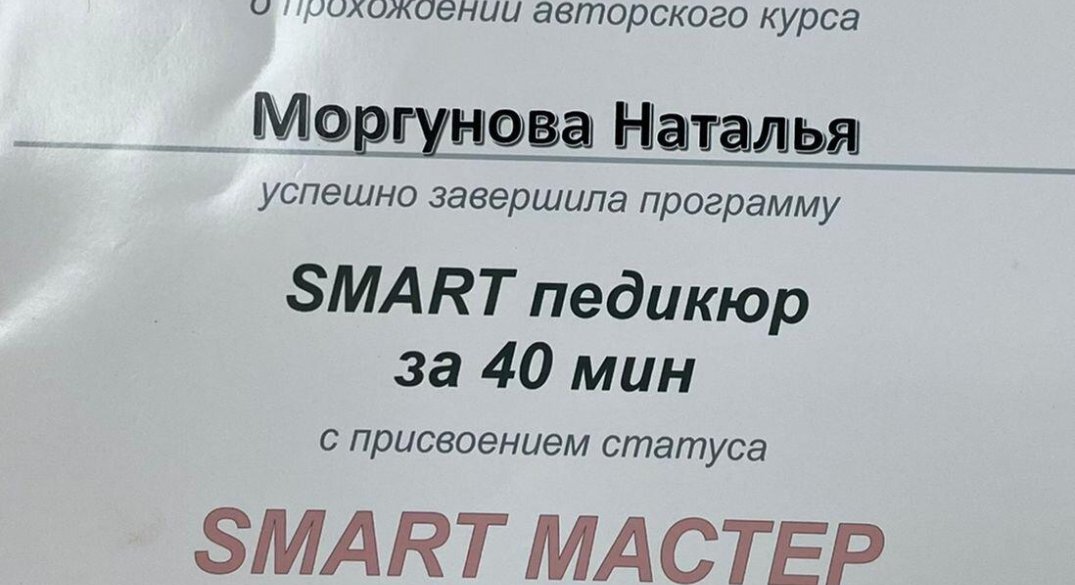 о прохождении авторского курса
Моргунова Наталья
успешно завершила программу
SMART педикюр
за 40 мин
с присвоением статуса
SMART МАСТЕР